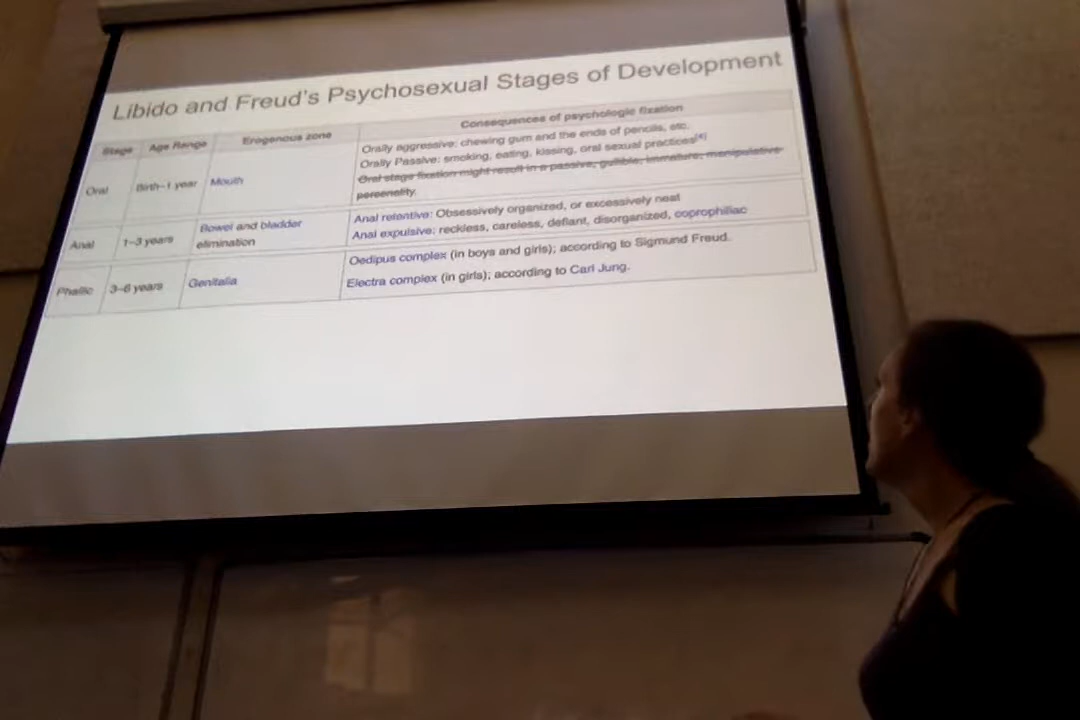 Libido and Freud's Psychosexual Stages of Development
Stage Age Range Erogenous zone Consequences of psychologic fixation
Oral Birth–1 year Mouth Orally aggressive: chewing gum and the ends of pencils, etc.
Orally Passive: smoking, eating, kissing, oral sexual practices[4]
Oral stage fixation might result in a passive, gullible, immature, manipulative
personality.
Anal 1–3 years Bowel and bladder
elimination
Anal retentive: Obsessively organized, or excessively neat
Anal expulsive: reckless, careless, defiant, disorganized, coprophiliac
Phallic 3–6 years Genitalia Oedipus complex (in boys and girls); according to Sigmund Freud.
Electra complex (in girls); according to Carl Jung.